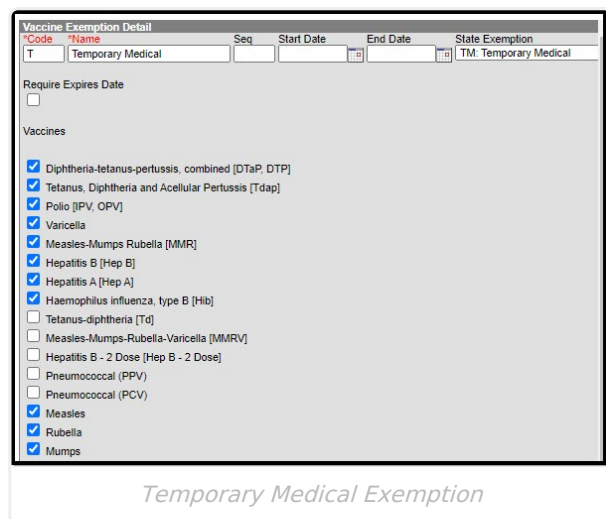 Vaccine Exemption Detail
*Code *Name Seq Start Date End Date State Exemption
T Temporary Medical TM: Temporary Medical
Require Expires Date
Vaccines
Diphtheria-tetanus-pertussis, combined [DTaP, DTP]
Tetanus, Diphtheria and Acellular Pertussis [Tdap]
Polio [IPV, OPV]
Varicella
Measles-Mumps Rubella [MMR]
Hepatitis B [Hep B]
Hepatitis A [Hep A]
Haemophilus influenza, type B [Hib]
Tetanus-diphtheria [Td]
Measles-Mumps-Rubella-Varicella [MMRV]
Hepatitis B - 2 Dose [Hep B - 2 Dose]
Pneumococcal (PPV)
Pneumococcal (PCV)
Measles
Rubella
Mumps
Temporary Medical Exemption